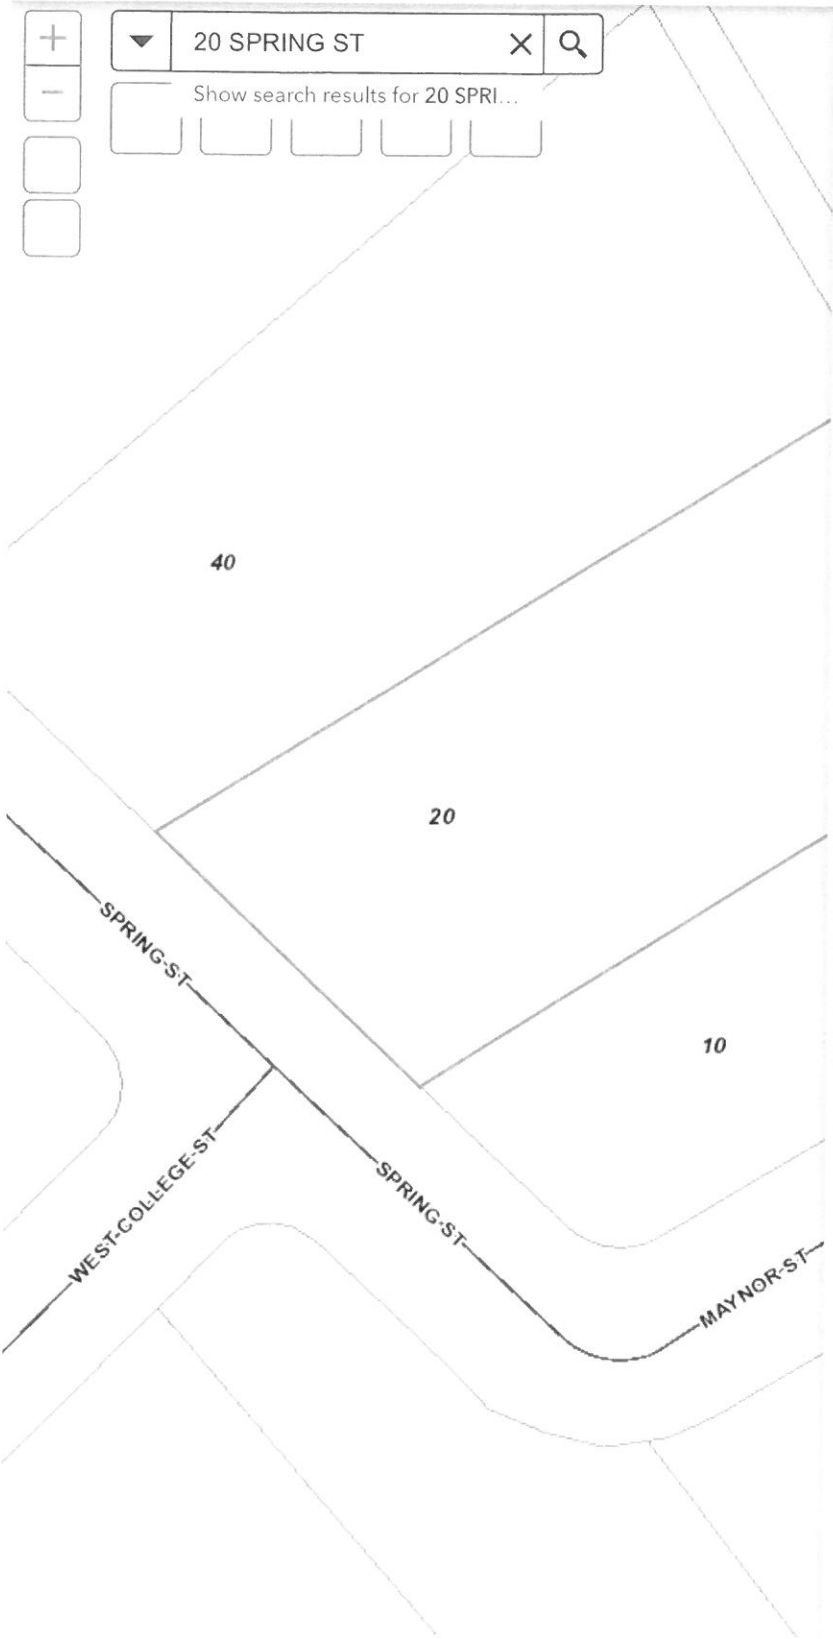 20 SPRING ST
Show search results for 20 SPRI...
40
20
SPRING ST
10
WEST COLLEGE ST
SPRING ST
MAYNOR ST